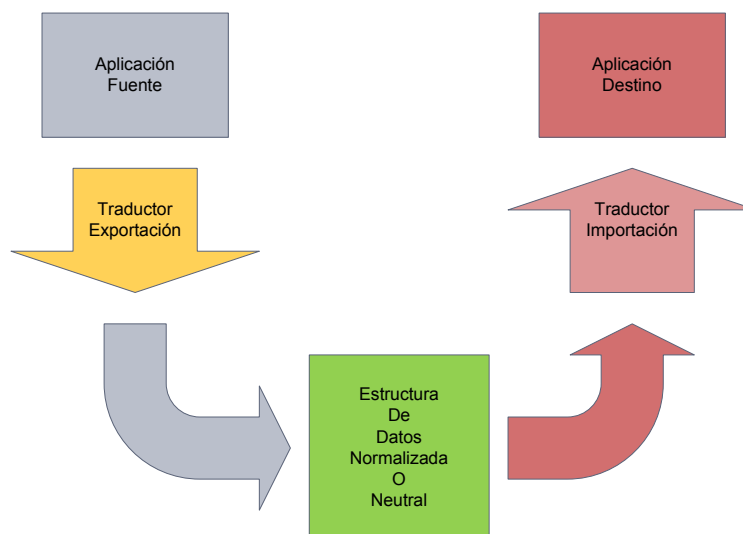 Aplicación
Fuente
Aplicación
Destino
Traductor
Exportación
Traductor
Importación
Estructura
De
Datos
Normalizada
O
Neutral